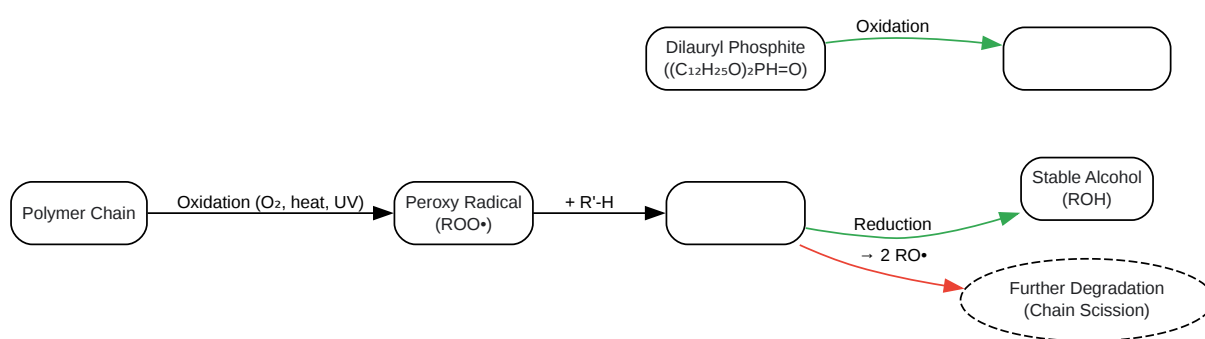 Dilauryl Phosphite
((C₁₂H₂₅O)₂PH=O)
Oxidation
Polymer Chain
Oxidation (O₂, heat, UV)
Peroxy Radical
(ROO•)
+ R'-H
Reduction
→ 2 RO•
Stable Alcohol
(ROH)
Further Degradation
(Chain Scission)